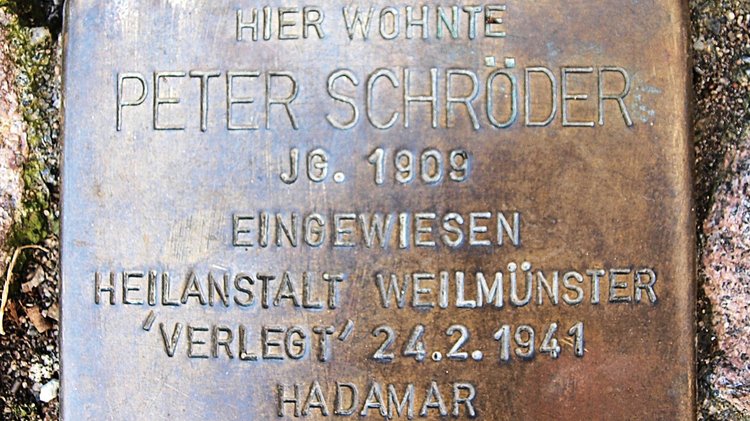 HIER WOHNTE
PETER SCHRÖDER
JG. 1909
EINGEWIESEN
HEILANSTALT WEILMÜNSTER
'VERLEGT' 24.2.1941
HADAMAR